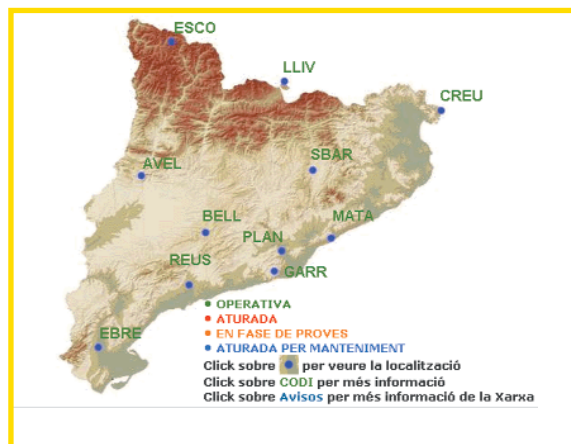 ESCO
LLIV
CREU
AVEL
SBAR
BELL
MATA
PLAN
REUS
GARR
EBRE
• OPERATIVA
• ATURADA
• EN FASE DE PROVES
• ATURADA PER MANTENIMENT
Click sobre per veure la localització
Click sobre CODI per més informació
Click sobre Avisos per més informació de la Xarxa